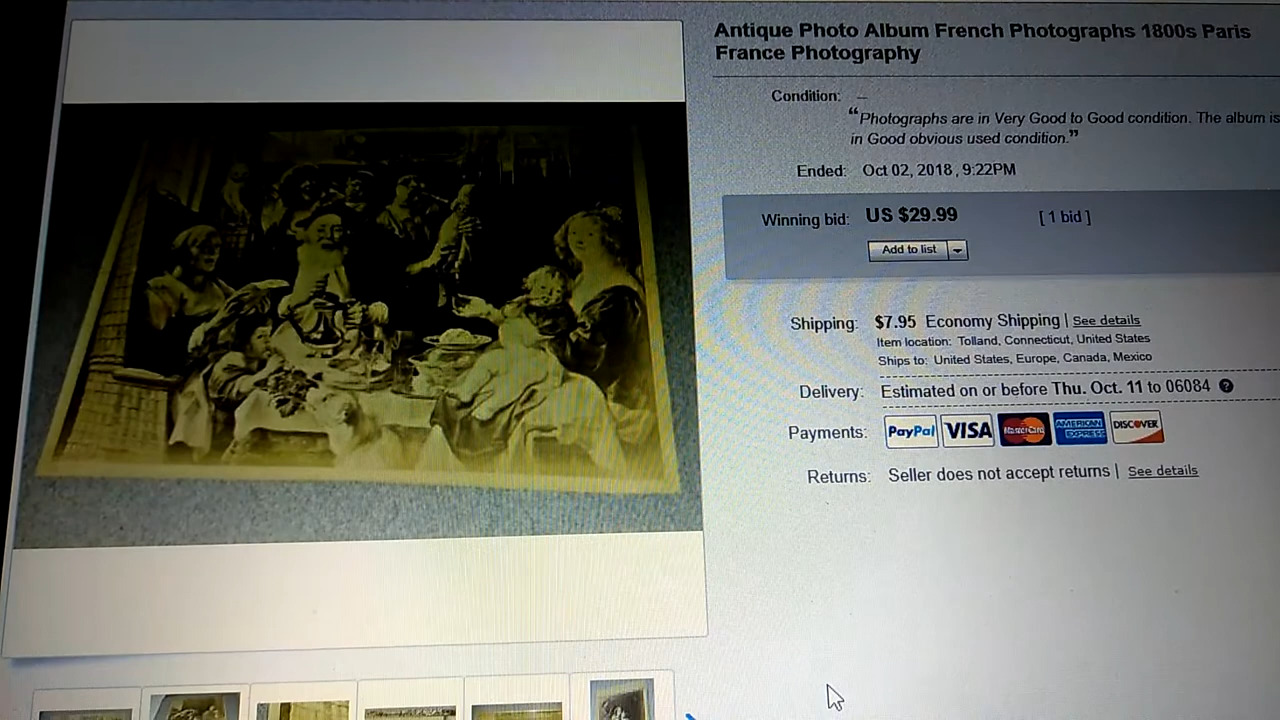 Antique Photo Album French Photographs 1800s Paris
France Photography
Condition: –
“Photographs are in Very Good to Good condition. The album is
in Good obvious used condition.”
Ended: Oct 02, 2018 , 9:22PM
Winning bid: US $29.99 [ 1 bid ]
Add to list
Shipping: $7.95 Economy Shipping | See details
Item location: Tolland, Connecticut, United States
Ships to: United States, Europe, Canada, Mexico
Delivery: Estimated on or before Thu. Oct. 11 to 06084 ?
Payments: PayPal VISA MasterCard AMERICAN EXPRESS DISCOVER
Returns: Seller does not accept returns | See details